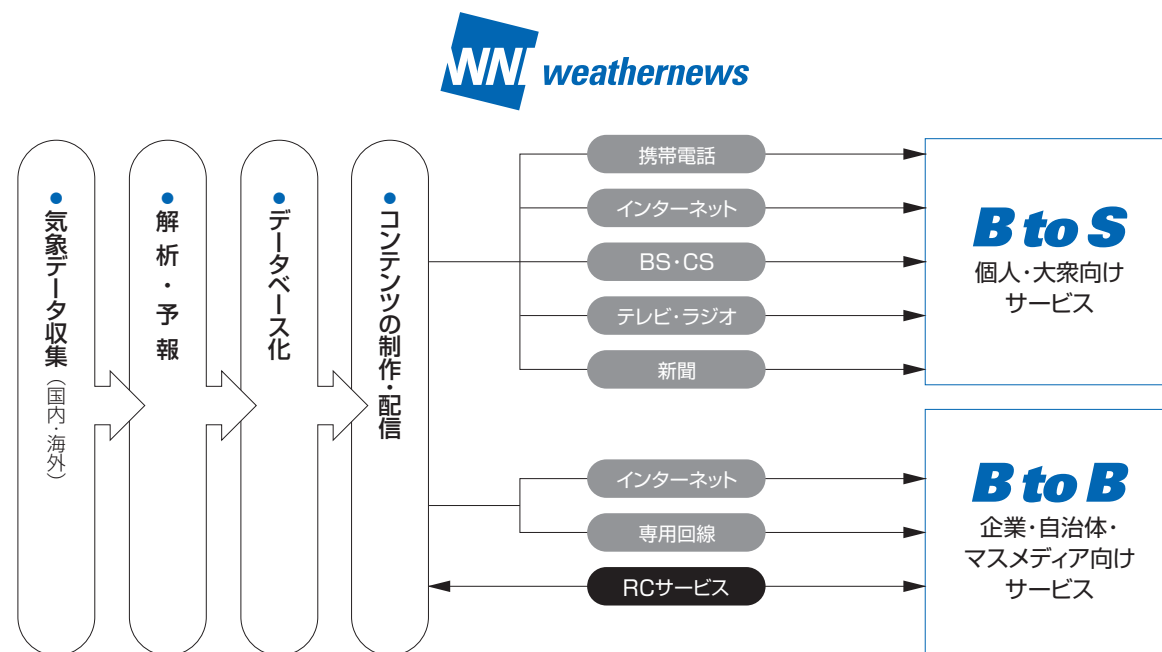 WNI weathernews
●気象データ収集（国内・海外）
●解析・予報
●データベース化
●コンテンツの制作・配信
携帯電話
インターネット
BS・CS
テレビ・ラジオ
新聞
B to S
個人・大衆向け
サービス
インターネット
専用回線
RCサービス
B to B
企業・自治体・
マスメディア向け
サービス